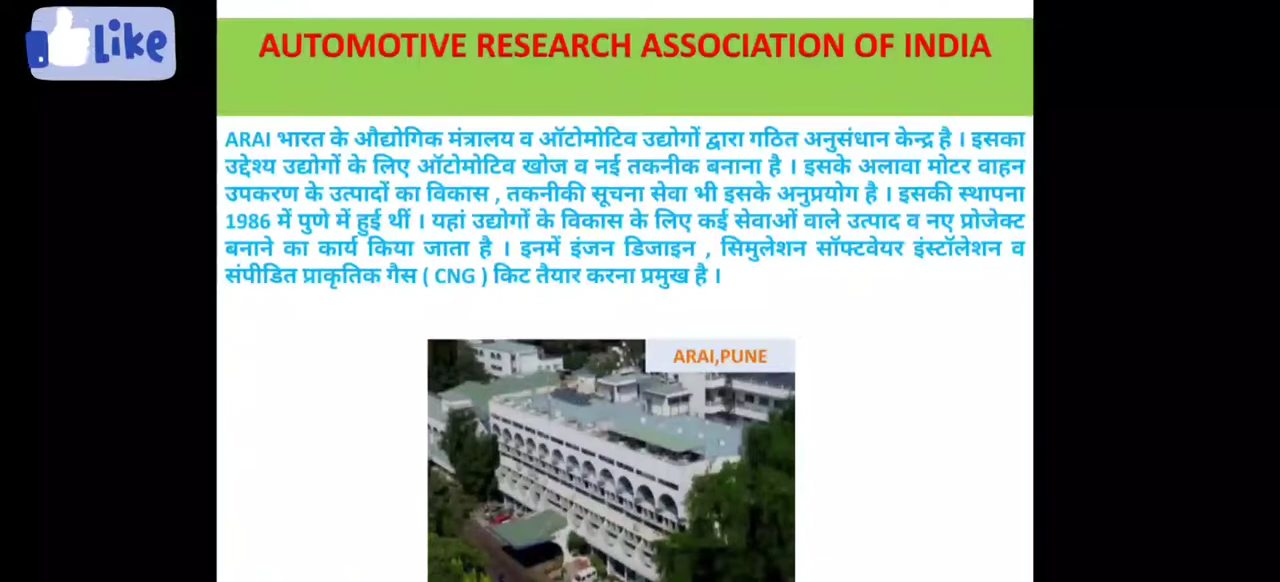 Like
AUTOMOTIVE RESEARCH ASSOCIATION OF INDIA
ARAI भारत के औद्योगिक मंत्रालय व ऑटोमोटिव उद्योगों द्वारा गठित अनुसंधान केन्द्र है । इसका
उद्देश्य उद्योगों के लिए ऑटोमोटिव खोज व नई तकनीक बनाना है । इसके अलावा मोटर वाहन
उपकरण के उत्पादों का विकास , तकनीकी सूचना सेवा भी इसके अनुप्रयोग है । इसकी स्थापना
1986 में पुणे में हुई थीं । यहां उद्योगों के विकास के लिए कई सेवाओं वाले उत्पाद व नए प्रोजेक्ट
बनाने का कार्य किया जाता है । इनमें इंजन डिजाइन , सिमुलेशन सॉफ्टवेयर इंस्टॉलेशन व
संपीडित प्राकृतिक गैस ( CNG ) किट तैयार करना प्रमुख है ।
ARAI,PUNE